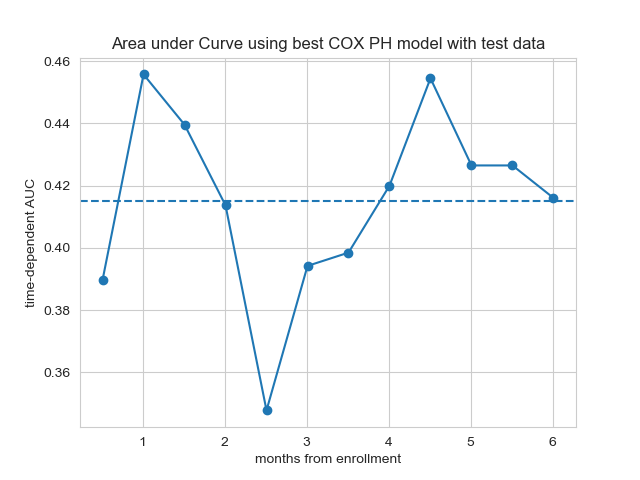 Area under Curve using best COX PH model with test data
0.46
0.44
0.42
0.40
0.38
0.36
time-dependent AUC
1 2 3 4 5 6
months from enrollment